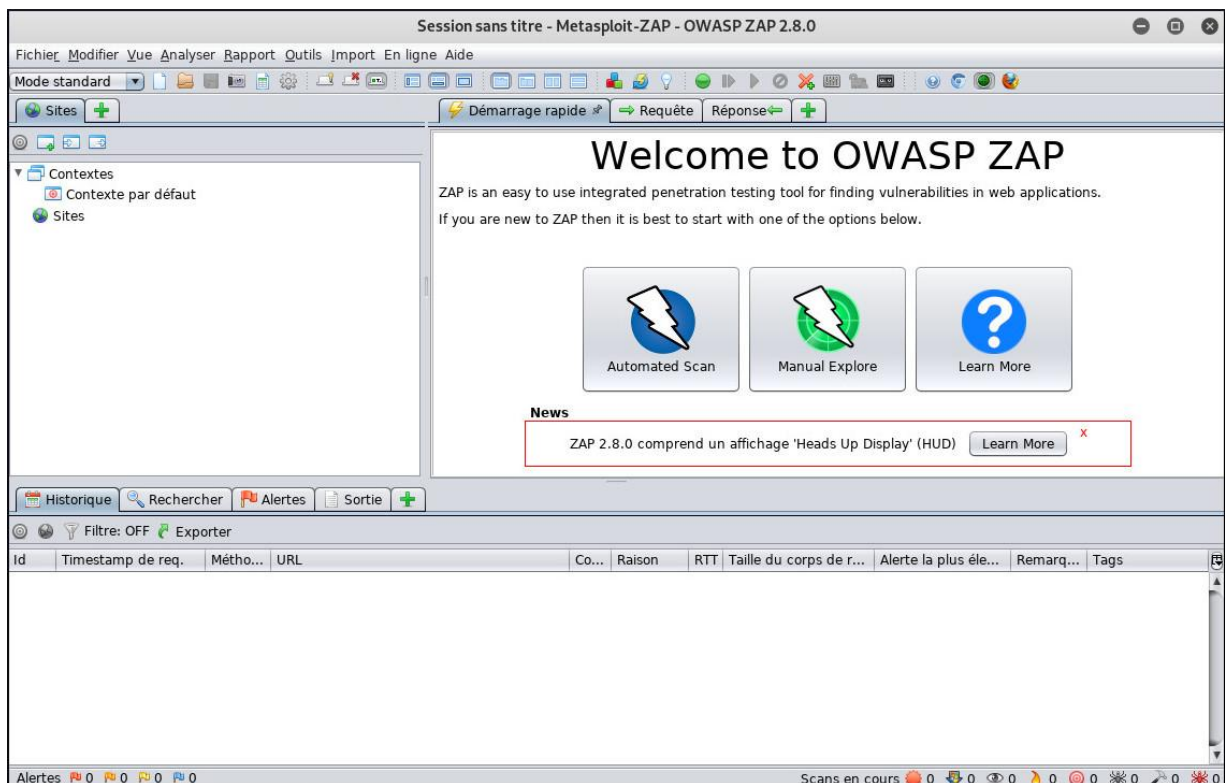 Session sans titre - Metasploit-ZAP - OWASP ZAP 2.8.0
Fichier Modifier Vue Analyser Rapport Outils Import En ligne Aide
Mode standard
Sites
Démarrage rapide
Requête
Réponse
Contextes
Contexte par défaut
Sites
Welcome to OWASP ZAP
ZAP is an easy to use integrated penetration testing tool for finding vulnerabilities in web applications.
If you are new to ZAP then it is best to start with one of the options below.
Automated Scan
Manual Explore
Learn More
News
ZAP 2.8.0 comprend un affichage 'Heads Up Display' (HUD)
Learn More
x
Historique
Rechercher
Alertes
Sortie
Filtre: OFF
Exporter
Id
Timestamp de req.
Métho...
URL
Co...
Raison
RTT
Taille du corps de r...
Alerte la plus éle...
Remarq...
Tags
Alertes 0 0 0 0
Scans en cours 0 0 0 0 0 0 0 0